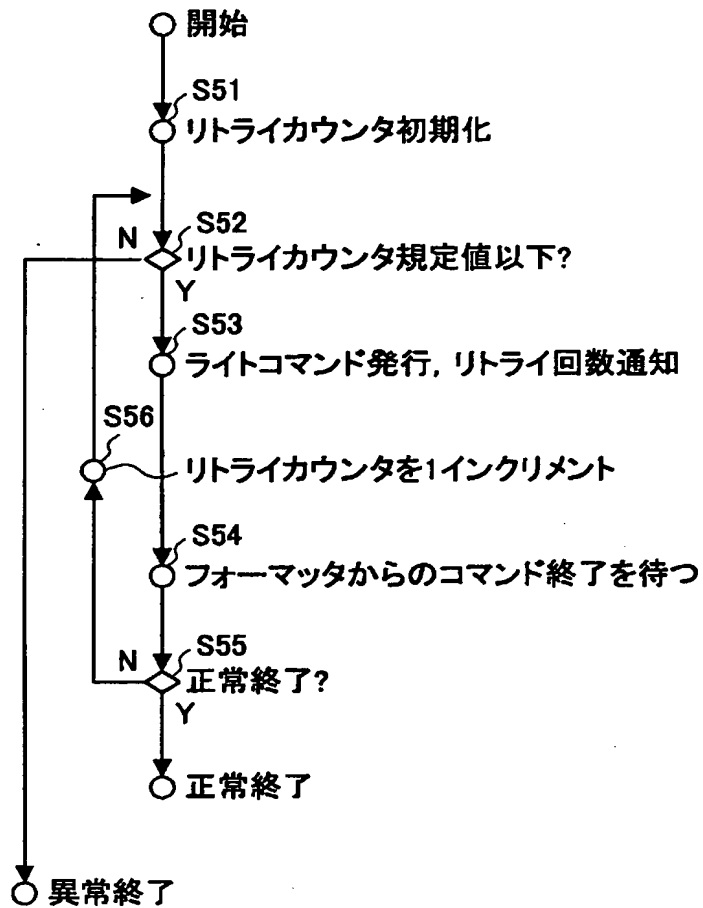 開始
S51
リトライカウンタ初期化
N
S52
リトライカウンタ規定値以下?
Y
S53
ライトコマンド発行, リトライ回数通知
S56
リトライカウンタを1インクリメント
S54
フォーマッタからのコマンド終了を待つ
N
S55
正常終了?
Y
正常終了
異常終了